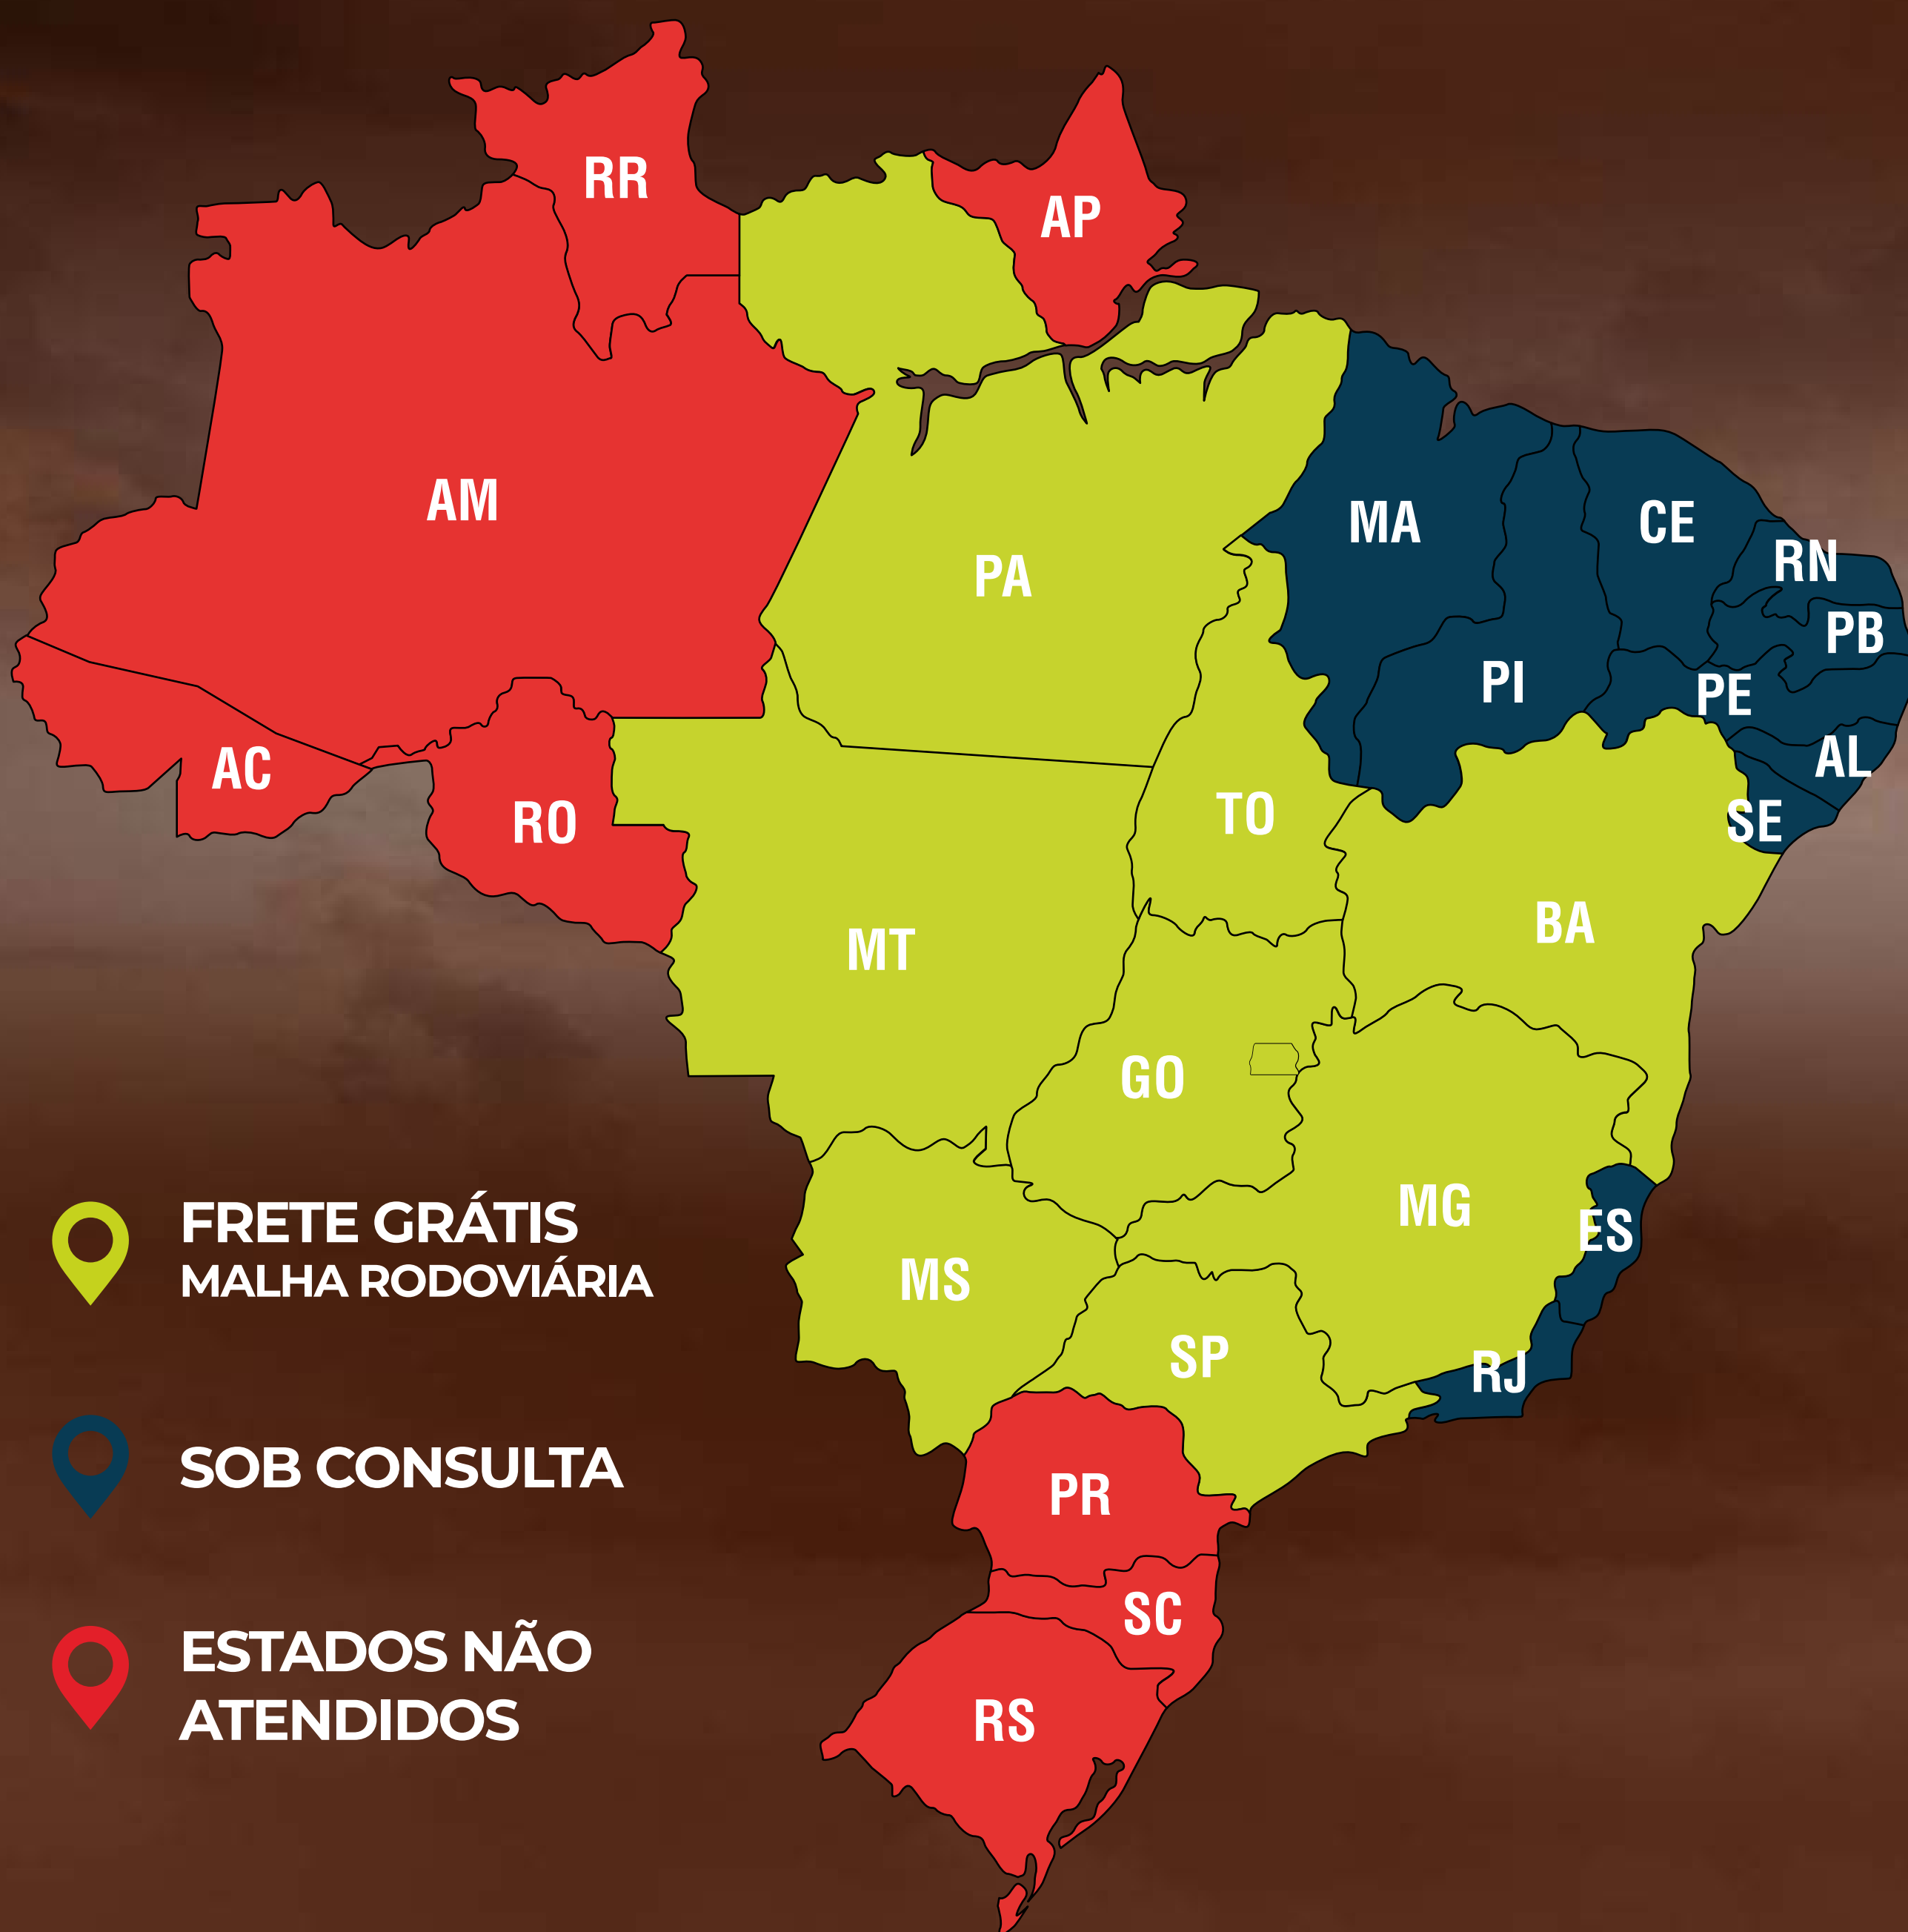 RR
AP
AM
MA
CE
RN
PA
PB
PI
PE
AC
AL
RO
TO
SE
BA
MT
GO
MG
ES
MS
SP
RJ
PR
SC
RS
FRETE GRÁTIS
MALHA RODOVIÁRIA
SOB CONSULTA
ESTADOS NÃO
ATENDIDOS